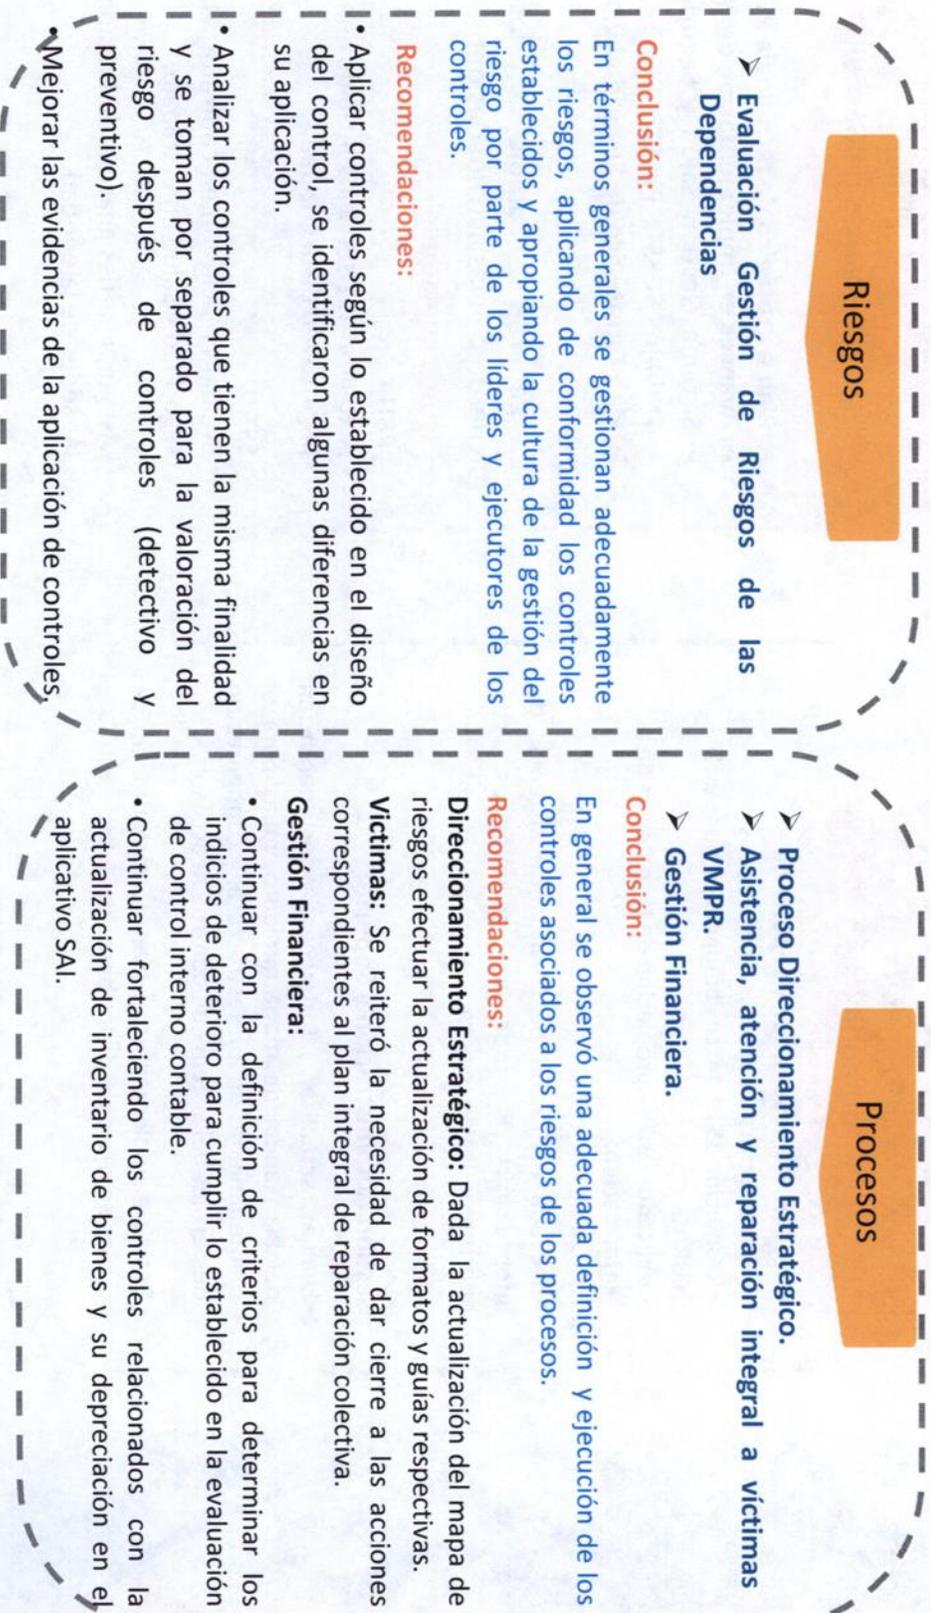 Riesgos
➢ Evaluación Gestión de Riesgos de las
Dependencias
Conclusión:
En términos generales se gestionan adecuadamente
los riesgos, aplicando de conformidad los controles
establecidos y apropiando la cultura de la gestión del
riesgo por parte de los líderes y ejecutores de los
controles.
Recomendaciones:
• Aplicar controles según lo establecido en el diseño
del control, se identificaron algunas diferencias en
su aplicación.
• Analizar los controles que tienen la misma finalidad
y se toman por separado para la valoración del
riesgo después de controles (detectivo y
preventivo).
• Mejorar las evidencias de la aplicación de controles,
Procesos
➢ Proceso Direccionamiento Estratégico.
➢ Asistencia, atención y reparación integral a víctimas
VMPR.
➢ Gestión Financiera.
Conclusión:
En general se observó una adecuada definición y ejecución de los
controles asociados a los riesgos de los procesos.
Recomendaciones:
Direccionamiento Estratégico: Dada la actualización del mapa de
riesgos efectuar la actualización de formatos y guías respectivas.
Victimas: Se reiteró la necesidad de dar cierre a las acciones
correspondientes al plan integral de reparación colectiva.
Gestión Financiera:
• Continuar con la definición de criterios para determinar los
indicios de deterioro para cumplir lo establecido en la evaluación
de control interno contable.
• Continuar fortaleciendo los controles relacionados con la
actualización de inventario de bienes y su depreciación en el
aplicativo SAI.